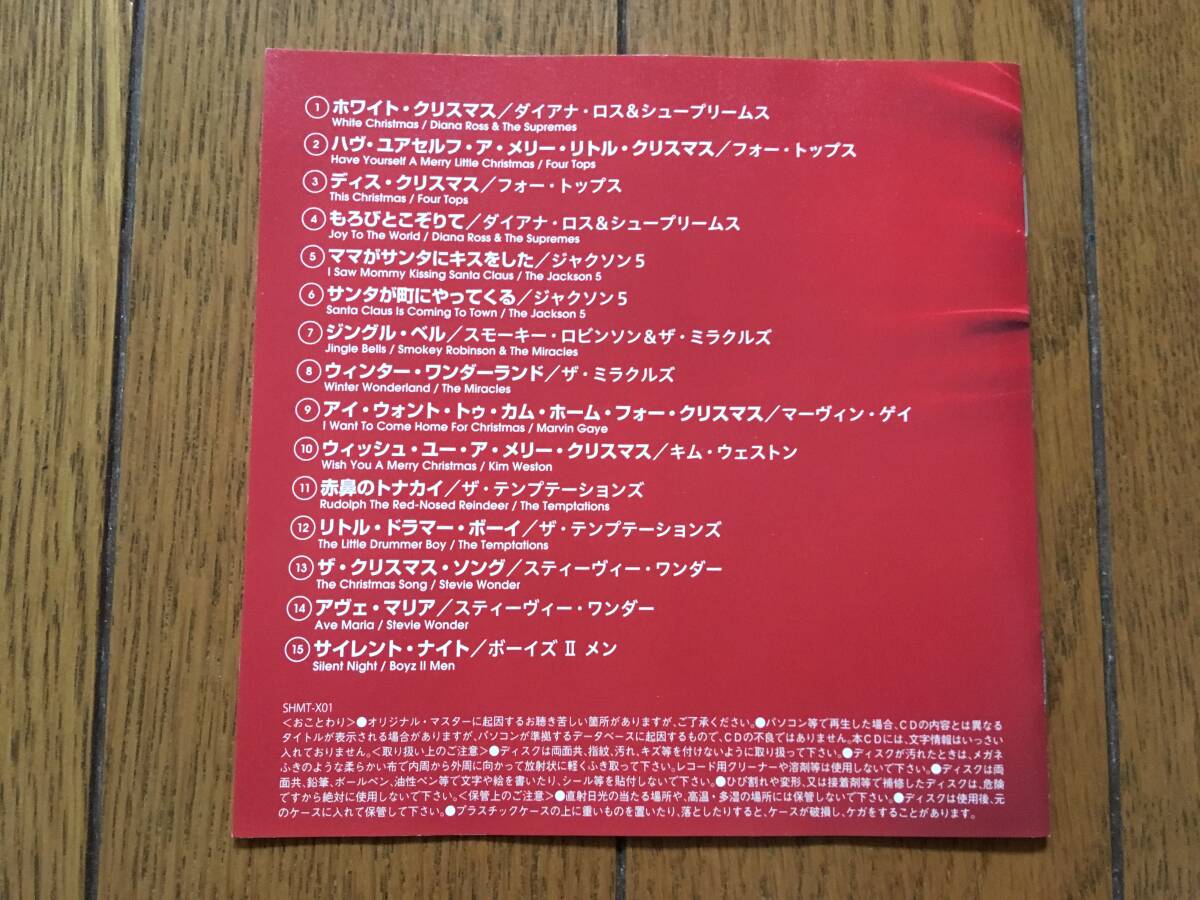 ① ホワイト・クリスマス／ダイアナ・ロス＆シュープリームス
White Christmas / Diana Ross & The Supremes
② ハヴ・ユアセルフ・ア・メリー・リトル・クリスマス／フォー・トップス
Have Yourself A Merry Little Christmas / Four Tops
③ ディス・クリスマス／フォー・トップス
This Christmas / Four Tops
④ もろびとこぞりて／ダイアナ・ロス＆シュープリームス
Joy To The World / Diana Ross & The Supremes
⑤ ママがサンタにキスをした／ジャクソン5
I Saw Mommy Kissing Santa Claus / The Jackson 5
⑥ サンタが町にやってくる／ジャクソン5
Santa Claus Is Coming To Town / The Jackson 5
⑦ ジングル・ベル／スモーキー・ロビンソン＆ザ・ミラクルズ
Jingle Bells / Smokey Robinson & The Miracles
⑧ ウィンター・ワンダーランド／ザ・ミラクルズ
Winter Wonderland / The Miracles
⑨ アイ・ウォント・トゥ・カム・ホーム・フォー・クリスマス／マーヴィン・ゲイ
I Want To Come Home For Christmas / Marvin Gaye
⑩ ウィッシュ・ユー・ア・メリー・クリスマス／キム・ウェストン
Wish You A Merry Christmas / Kim Weston
⑪ 赤鼻のトナカイ／ザ・テンプテーションズ
Rudolph The Red-Nosed Reindeer / The Temptations
⑫ リトル・ドラマー・ボーイ／ザ・テンプテーションズ
The Little Drummer Boy / The Temptations
⑬ ザ・クリスマス・ソング／スティーヴィー・ワンダー
The Christmas Song / Stevie Wonder
⑭ アヴェ・マリア／スティーヴィー・ワンダー
Ave Maria / Stevie Wonder
⑮ サイレント・ナイト／ボーイズ II メン
Silent Night / Boyz II Men
SHMT-X01
＜おことわり＞●オリジナル・マスターに起因するお聴き苦しい箇所がありますが、ご了承ください。●パソコン等で再生した場合、CDの内容とは異なる
タイトルが表示される場合がありますが、パソコンが準拠するデータベースに起因するもので、CDの不良ではありません。本CDには、文字情報はいっさい
入れておりません。＜取り扱い上のご注意＞●ディスクは両面共、指紋、汚れ、キズ等を付けないように取り扱って下さい。●ディスクが汚れたときは、メガネ
ふきのような柔らかい布で内周から外周に向かって放射状に軽くふき取って下さい。レコード用クリーナーや溶剤等は使用しないで下さい。●ディスクは両
面共、鉛筆、ボールペン、油性ペン等で文字や絵を書いたり、シール等を貼付しないで下さい。●ひび割れや変形、又は接着剤等で補修したディスクは、危険
ですから絶対に使用しないで下さい。＜保管上のご注意＞●直射日光の当たる場所や、高温・多湿の場所には保管しないで下さい。●ディスクは使用後、元
のケースに入れて保管して下さい。●プラスチックケースの上に重いものを置いたり、落としたりすると、ケースが破損し、ケガをすることがあります。